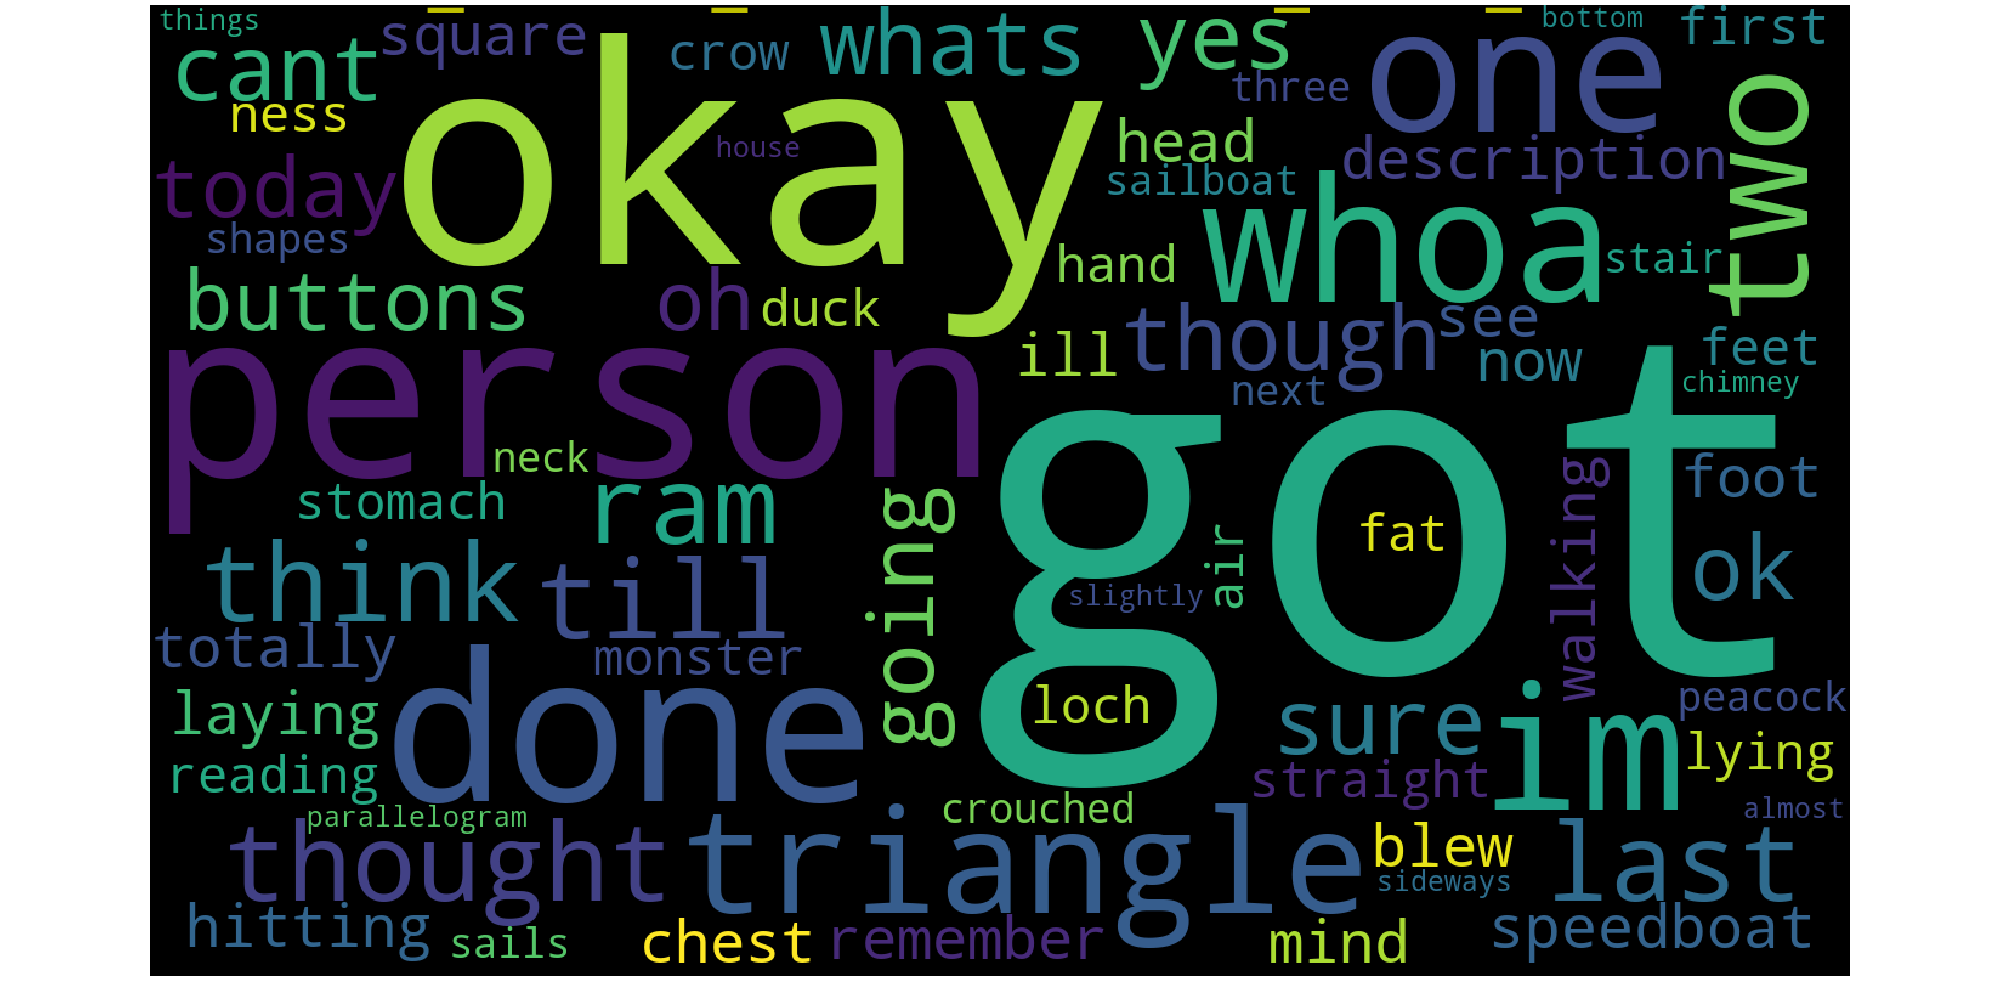 things
square
crow
whats
yes
one
bottom
first
cant
okay
three
two
ness
house
head
description
today
sailboat
whoa
shapes
hand
stair
buttons
oh
duck
though
see
person
ill
now
feet
next
chimney
got
neck
stomach
ram
going
air
fat
walking
foot
think
till
slightly
ok
totally
monster
done
loch
laying
sure
im
peacock
reading
straight
lying
parallelogram
crouched
almost
thought
triangle
blew
last
sideways
hitting
sails
chest
remember
mind
speedboat